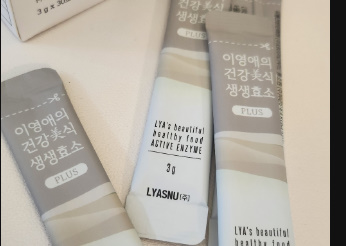 3 g x 30
이영애의
건강美식
생생효소
PLUS
LYA's beautiful
healthy food
ACTIVE ENZYME
3g
LYASNU(주)
생생효소
PLUS
이영애의
건강美식
생생효소
PLUS
LYA's beautiful
healthy food